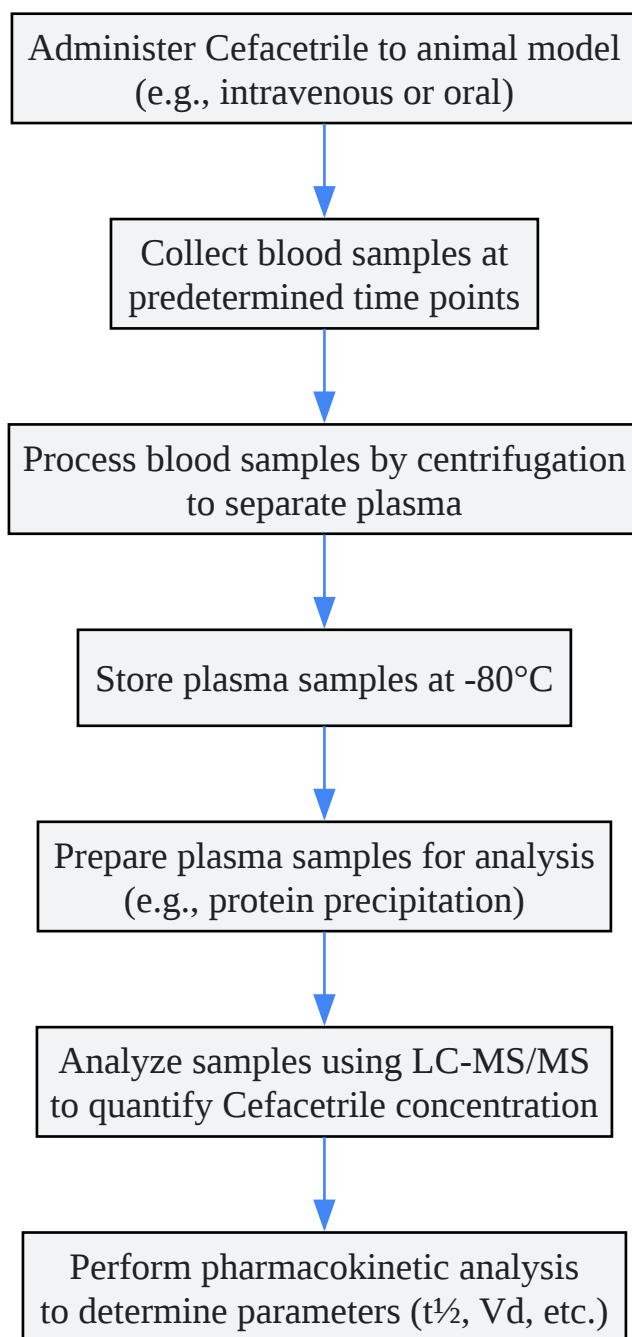 Administer Cefacetrile to animal model
(e.g., intravenous or oral)
Collect blood samples at
predetermined time points
Process blood samples by centrifugation
to separate plasma
Store plasma samples at -80°C
Prepare plasma samples for analysis
(e.g., protein precipitation)
Analyze samples using LC-MS/MS
to quantify Cefacetrile concentration
Perform pharmacokinetic analysis
to determine parameters (t½, Vd, etc.)